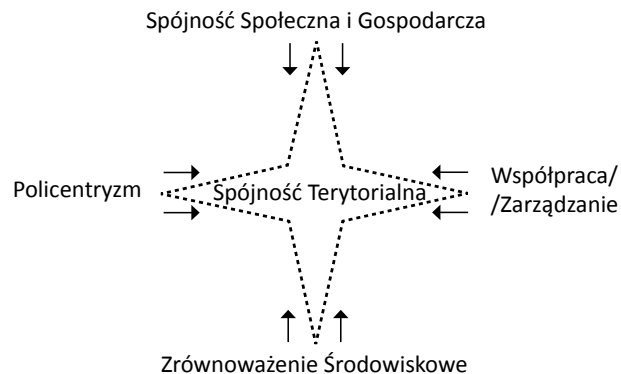 Spójność Społeczna i Gospodarcza
Policentryzm
Spójność Terytorialna
Współpraca/
/Zarządzanie
Zrównoważenie Środowiskowe